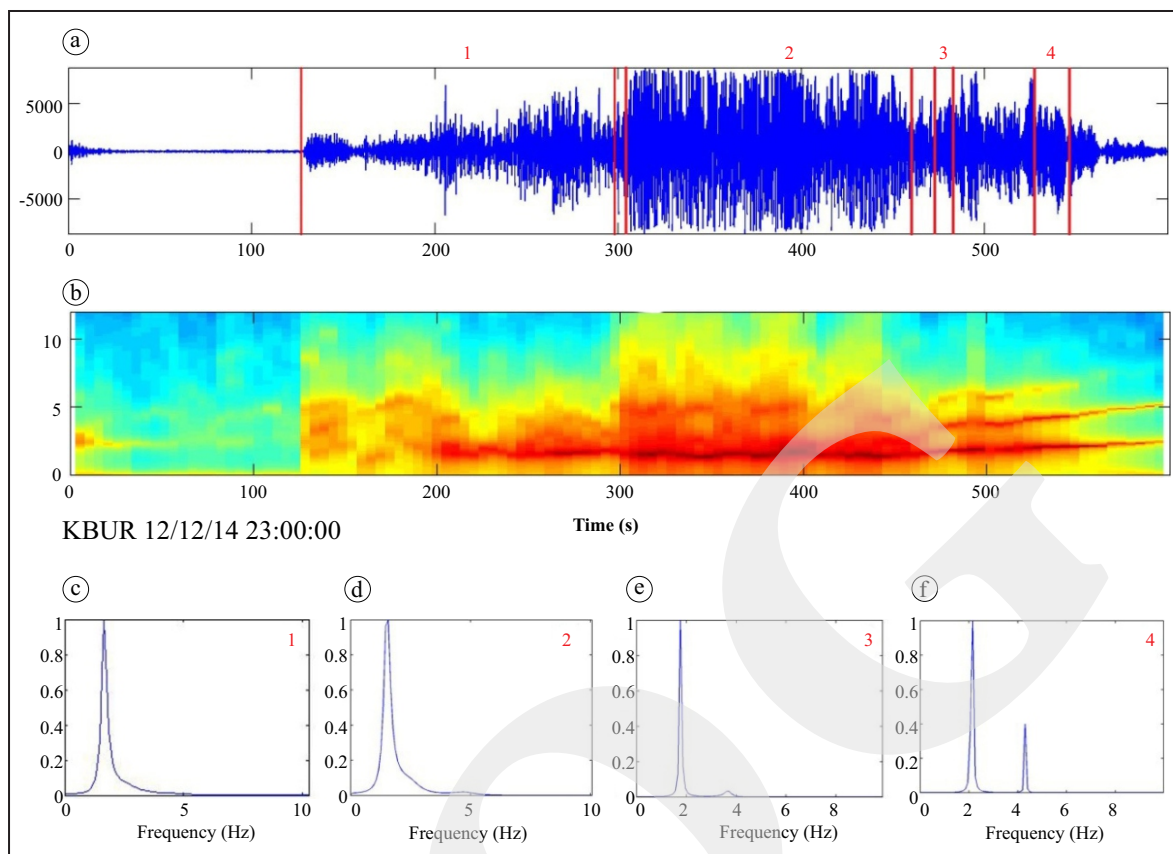 a
1 2 3 4
5000
0
-5000
0 100 200 300 400 500
b
10
5
0
0 100 200 300 400 500
Time (s)
KBUR 12/12/14 23:00:00
c d e f
1 1 1 1 2 1 3 4
0.8 0.8 0.8 0.8
0.6 0.6 0.6 0.6
0.4 0.4 0.4 0.4
0.2 0.2 0.2 0.2
0 0 0 0
0 5 10 0 5 10 0 2 4 6 8 0 2 4 6 8
Frequency (Hz) Frequency (Hz) Frequency (Hz) Frequency (Hz)